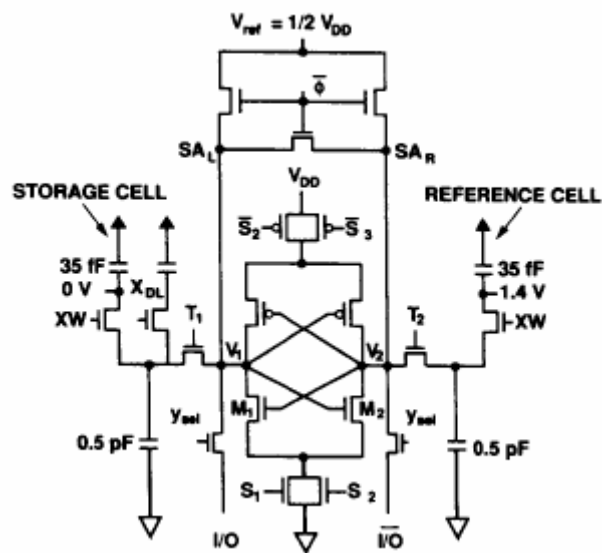 V_ref = 1/2 V_DD
ϕ̅
SA_L SA_R
V_DD
STORAGE CELL REFERENCE CELL
S̅_2 S̅_3
35 fF 35 fF
0 V X_DL 1.4 V
XW T_1 T_2 XW
V_1 V_2
M_1 M_2
y_sel y_sel
0.5 pF 0.5 pF
S_1 S_2
I/O I̅/̅O̅